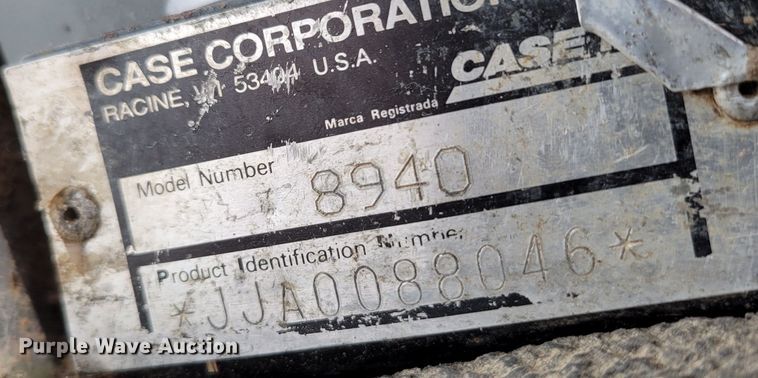 CASE CORPORATION
RACINE, WI 53404 U.S.A.
CASE
Marca Registrada
Model Number 8940
Product Identification Number
*JJA0088046*
Purple Wave Auction